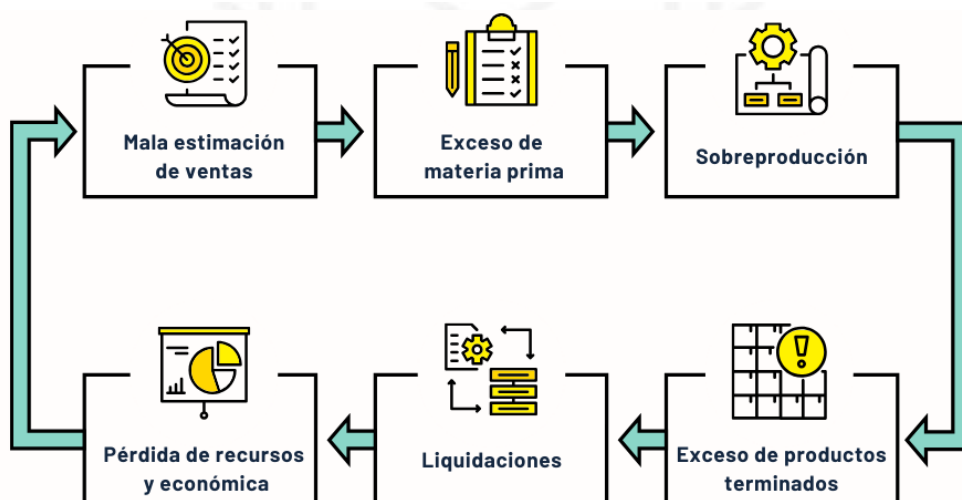 Mala estimación
de ventas
Exceso de
materia prima
Sobreproducción
Exceso de productos
terminados
Liquidaciones
Pérdida de recursos
y económica